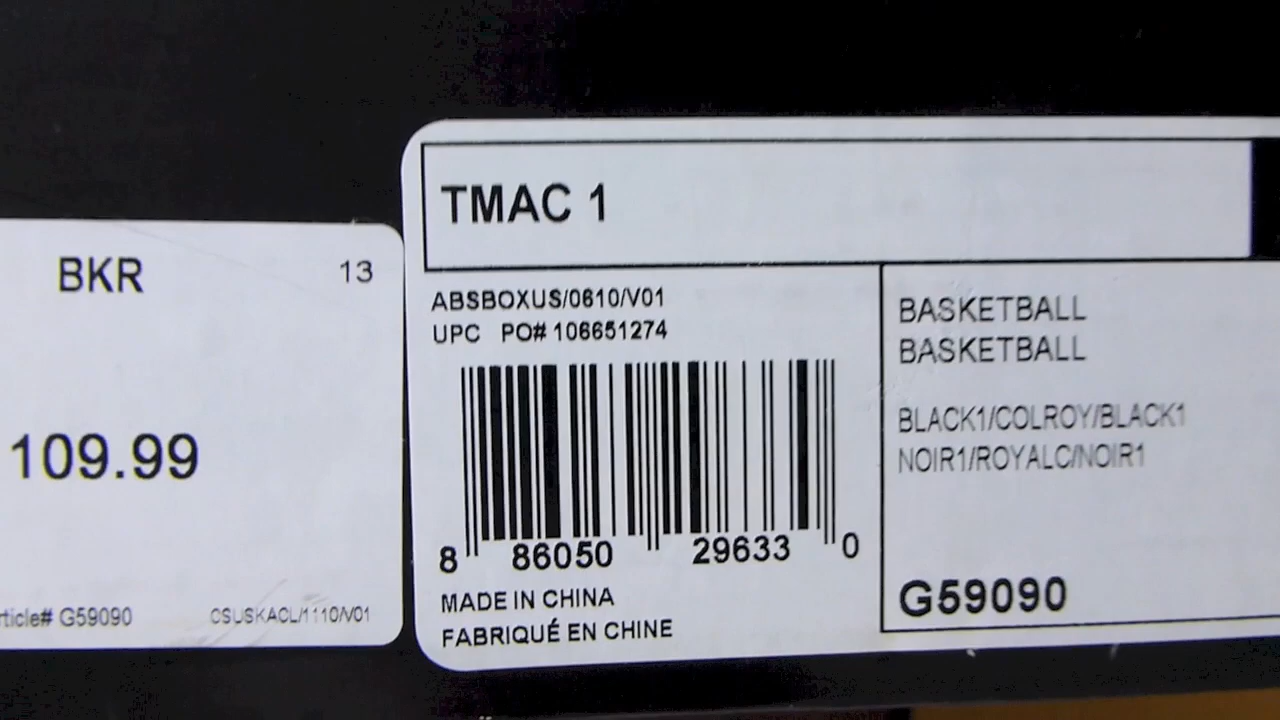 BKR 13
109.99
rticle# G59090 CSUSKACL/1110/V01
TMAC 1
ABSBOXUS/0610/V01
UPC PO# 106651274
8 86050 29633 0
MADE IN CHINA
FABRIQUÉ EN CHINE
BASKETBALL
BASKETBALL
BLACK1/COLROY/BLACK1
NOIR1/ROYALC/NOIR1
G59090